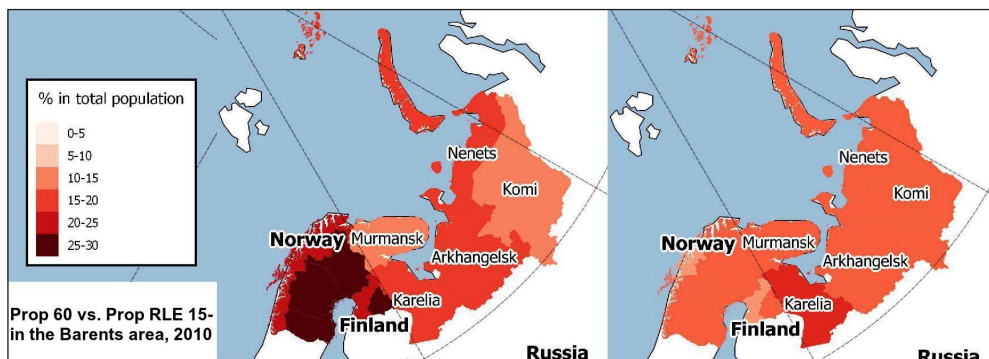 % in total population
0-5
5-10
10-15
15-20
20-25
25-30
Prop 60 vs. Prop RLE 15-
in the Barents area, 2010
Nenets
Komi
Norway
Murmansk
Arkhangelsk
Karelia
Finland
Russia
Nenets
Komi
Norway
Murmansk
Arkhangelsk
Karelia
Finland
Russia